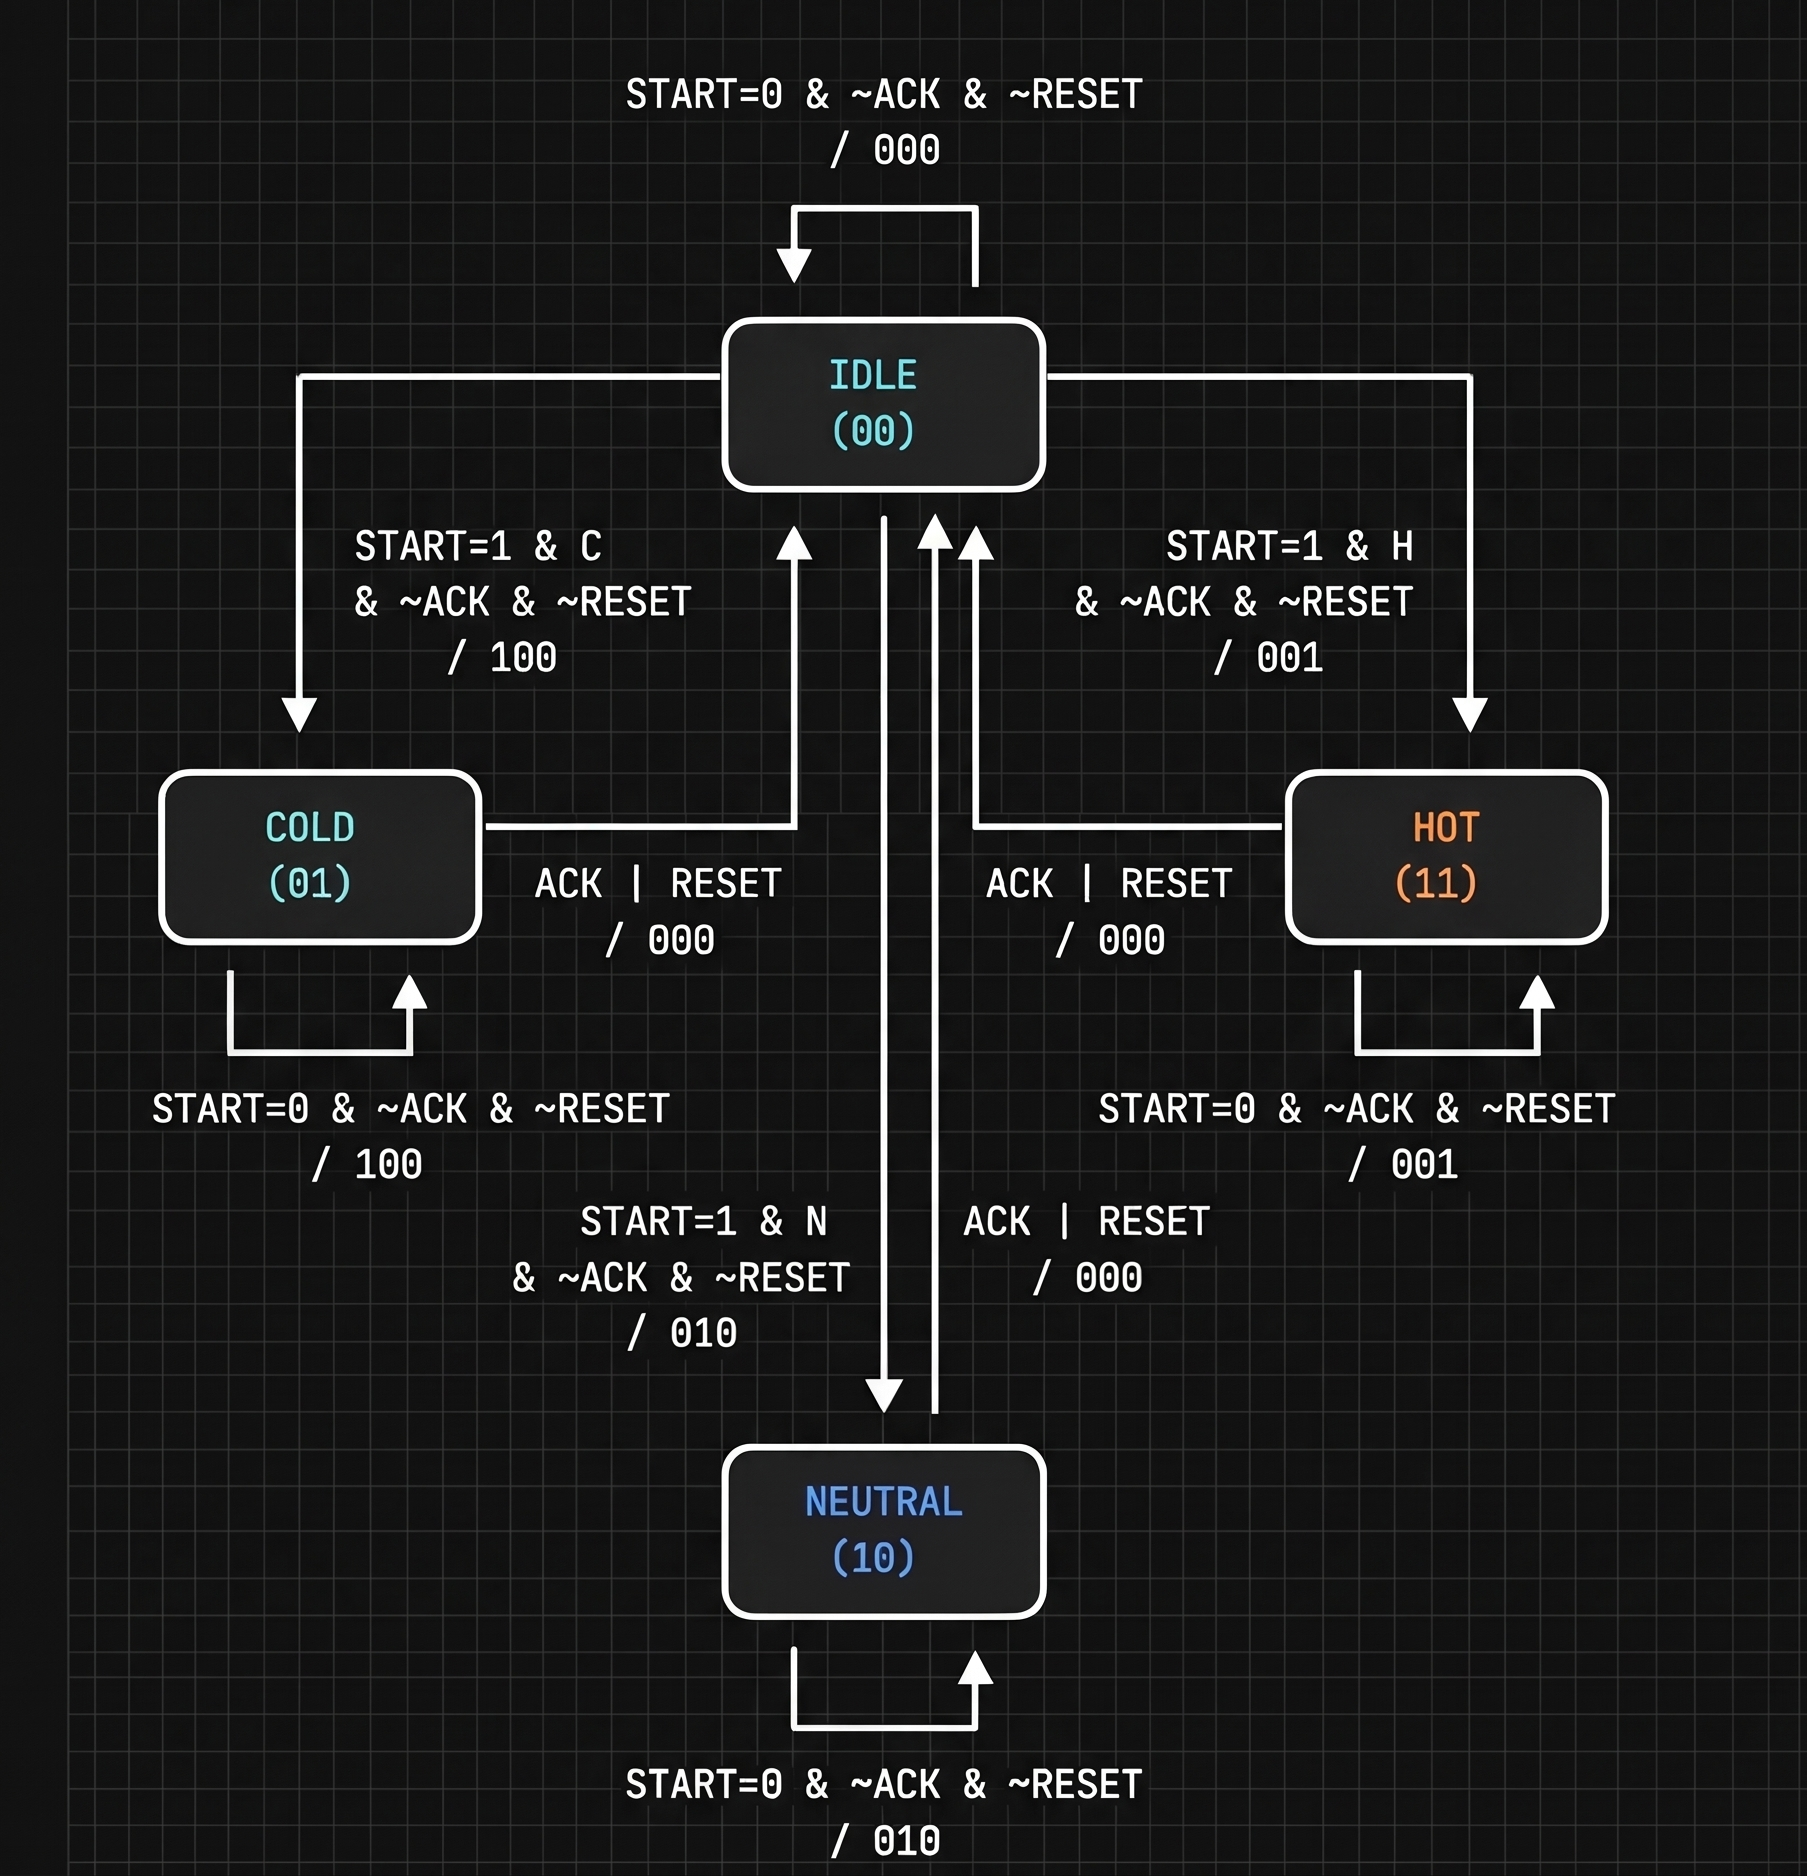 START=0 & ~ACK & ~RESET
/ 000
IDLE
(00)
START=1 & C
& ~ACK & ~RESET
/ 100
START=1 & H
& ~ACK & ~RESET
/ 001
COLD
(01)
HOT
(11)
ACK | RESET
/ 000
ACK | RESET
/ 000
START=0 & ~ACK & ~RESET
/ 100
START=0 & ~ACK & ~RESET
/ 001
START=1 & N
& ~ACK & ~RESET
/ 010
ACK | RESET
/ 000
NEUTRAL
(10)
START=0 & ~ACK & ~RESET
/ 010